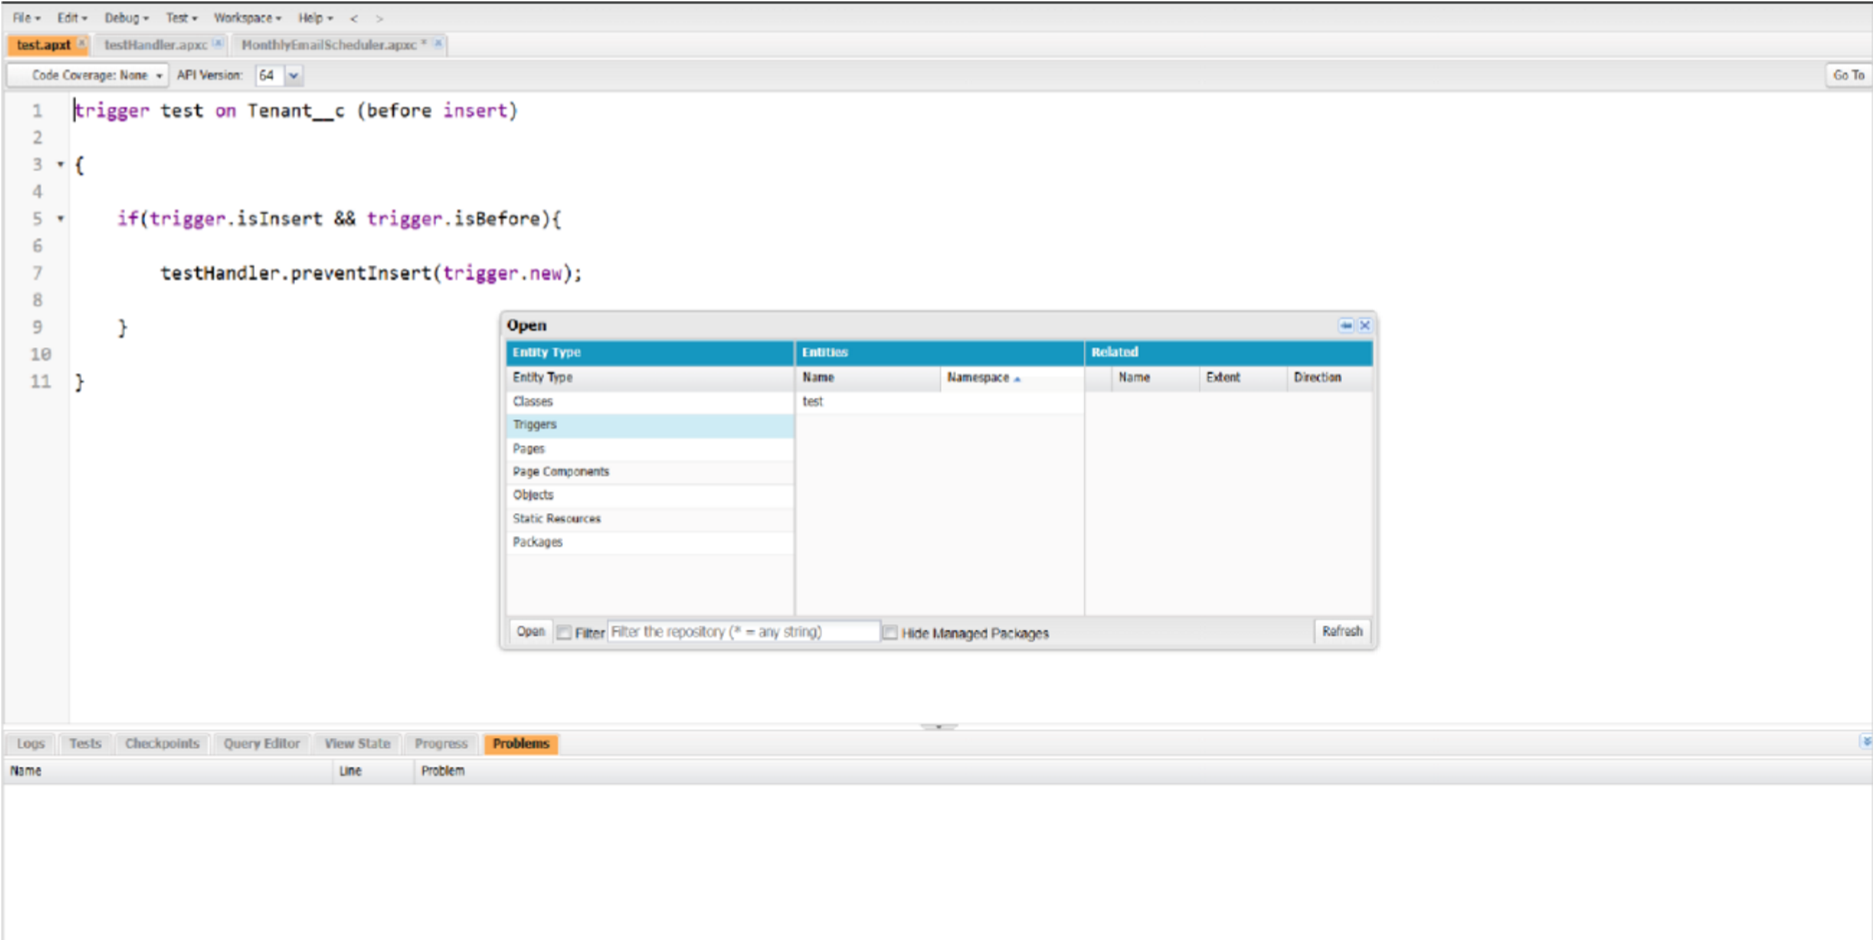 File Edit Debug Test Workspace Help < >
test.apxt testHandler.apxc MonthlyEmailScheduler.apxc *
Code Coverage: None API Version: 64 Go To
1 trigger test on Tenant__c (before insert)
2
3 {
4
5 if(trigger.isInsert && trigger.isBefore){
6
7 testHandler.preventInsert(trigger.new);
8
9 }
10
11 }
Open
Entity Type Entities Related
Entity Type Name Namespace Name Extent Direction
Classes test
Triggers
Pages
Page Components
Objects
Static Resources
Packages
Open Filter Filter the repository (* = any string) Hide Managed Packages Refresh
Logs Tests Checkpoints Query Editor View State Progress Problems
Name Line Problem